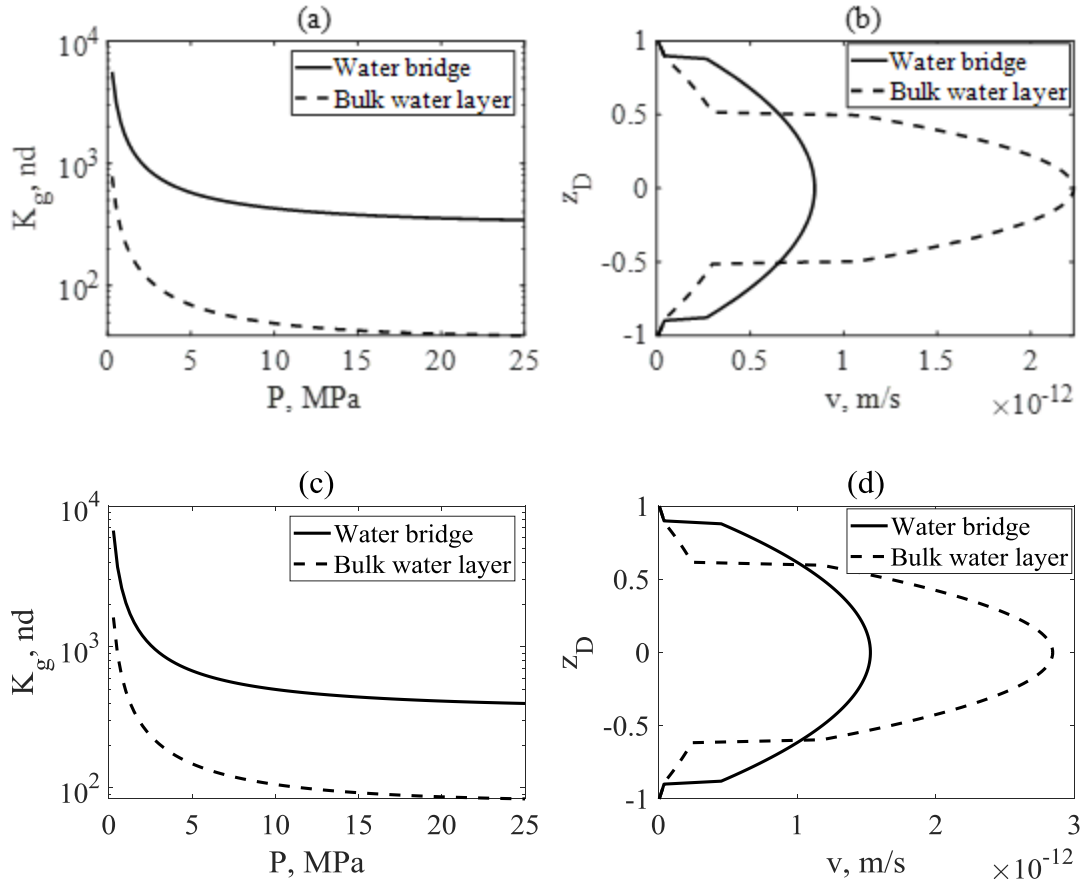 (a)
10^4
10^3
10^2
K_g, nd
0 5 10 15 20 25
P, MPa
Water bridge
Bulk water layer
(b)
1
0.5
0
-0.5
-1
z_D
0 0.5 1 1.5 2
v, m/s
×10^-12
Water bridge
Bulk water layer
(c)
10^4
10^3
10^2
K_g, nd
0 5 10 15 20 25
P, MPa
Water bridge
Bulk water layer
(d)
1
0.5
0
-0.5
-1
z_D
0 1 2 3
v, m/s
×10^-12
Water bridge
Bulk water layer